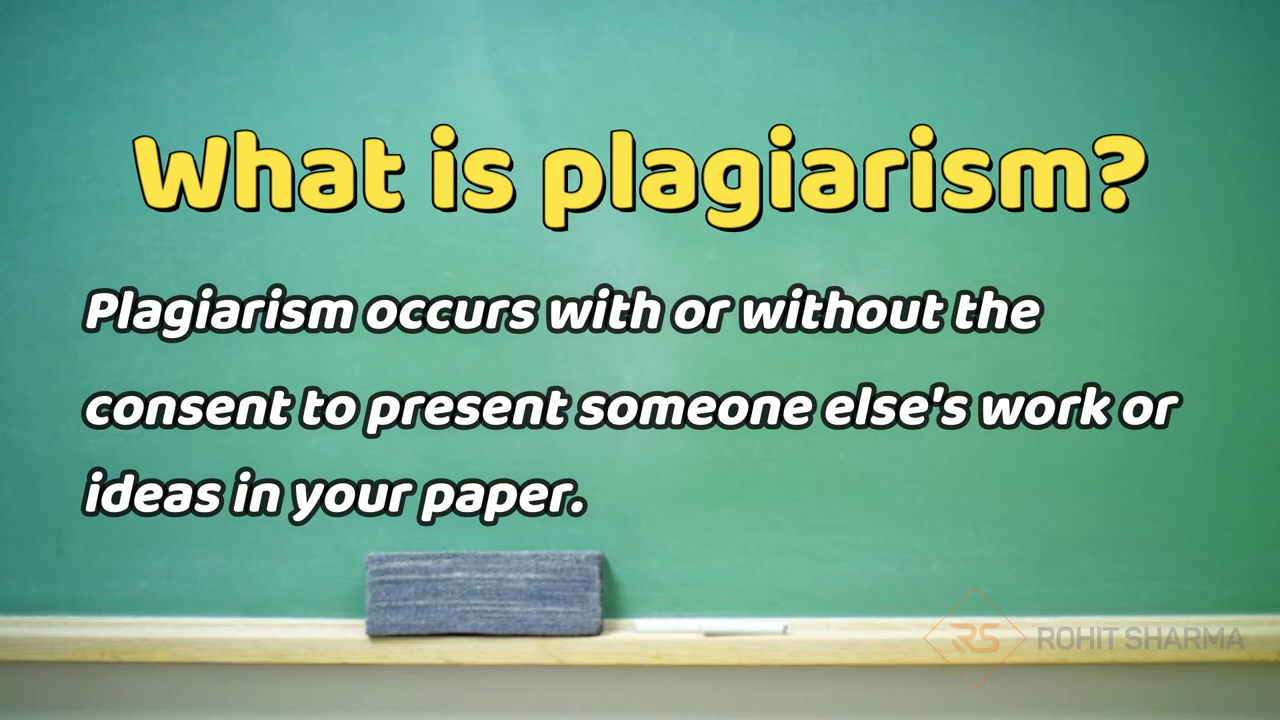 What is plagiarism?
Plagiarism occurs with or without the
consent to present someone else's work or
ideas in your paper.
RS ROHIT SHARMA